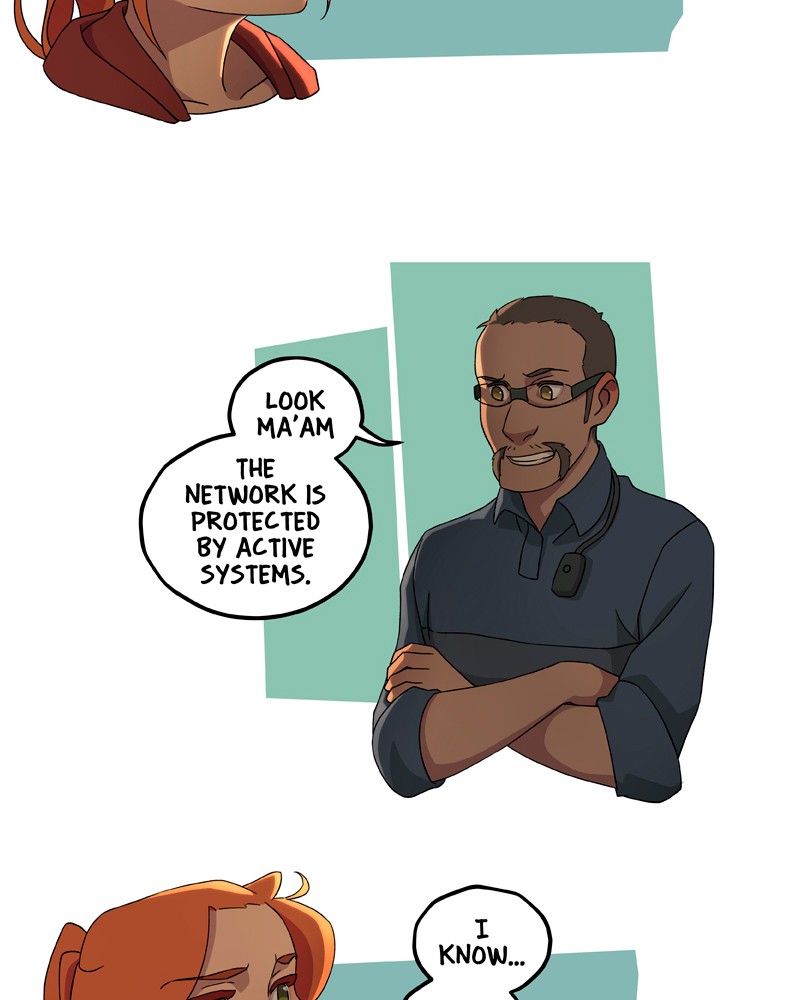 LOOK
MA'AM
THE
NETWORK IS
PROTECTED
BY ACTIVE
SYSTEMS.
I
KNOW...